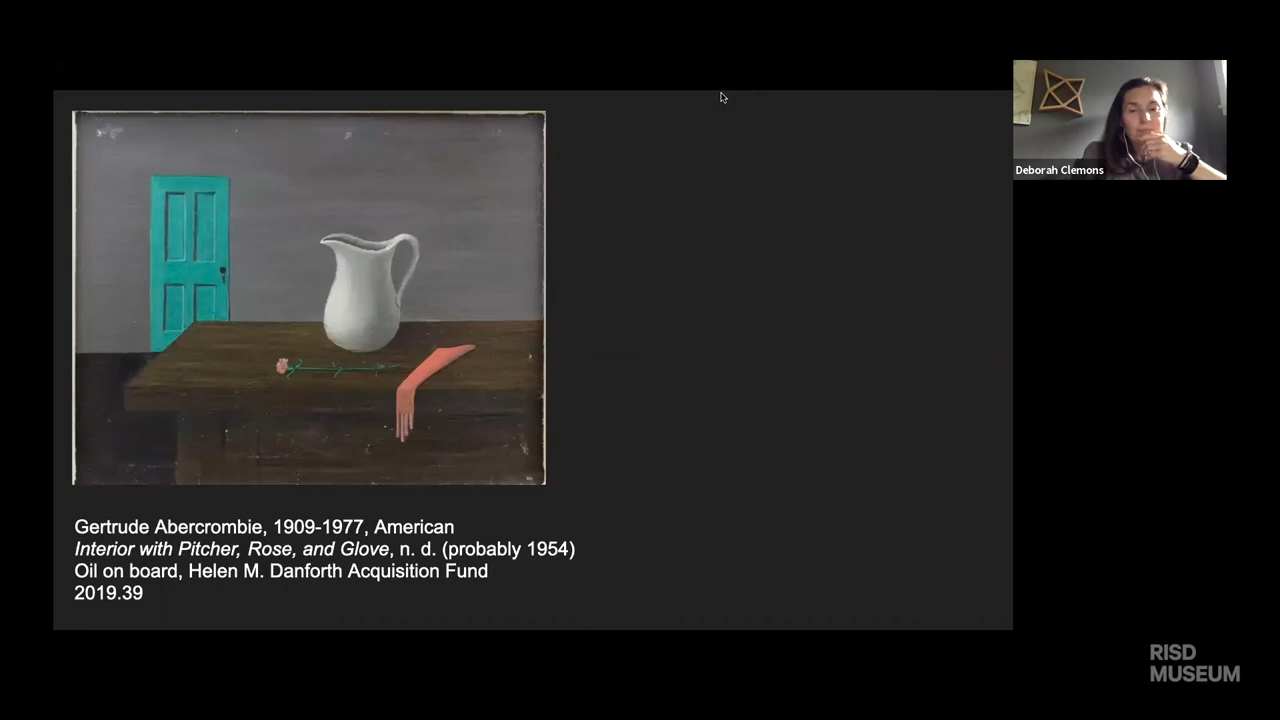 Deborah Clemons
Gertrude Abercrombie, 1909-1977, American
Interior with Pitcher, Rose, and Glove, n. d. (probably 1954)
Oil on board, Helen M. Danforth Acquisition Fund
2019.39
RISD
MUSEUM